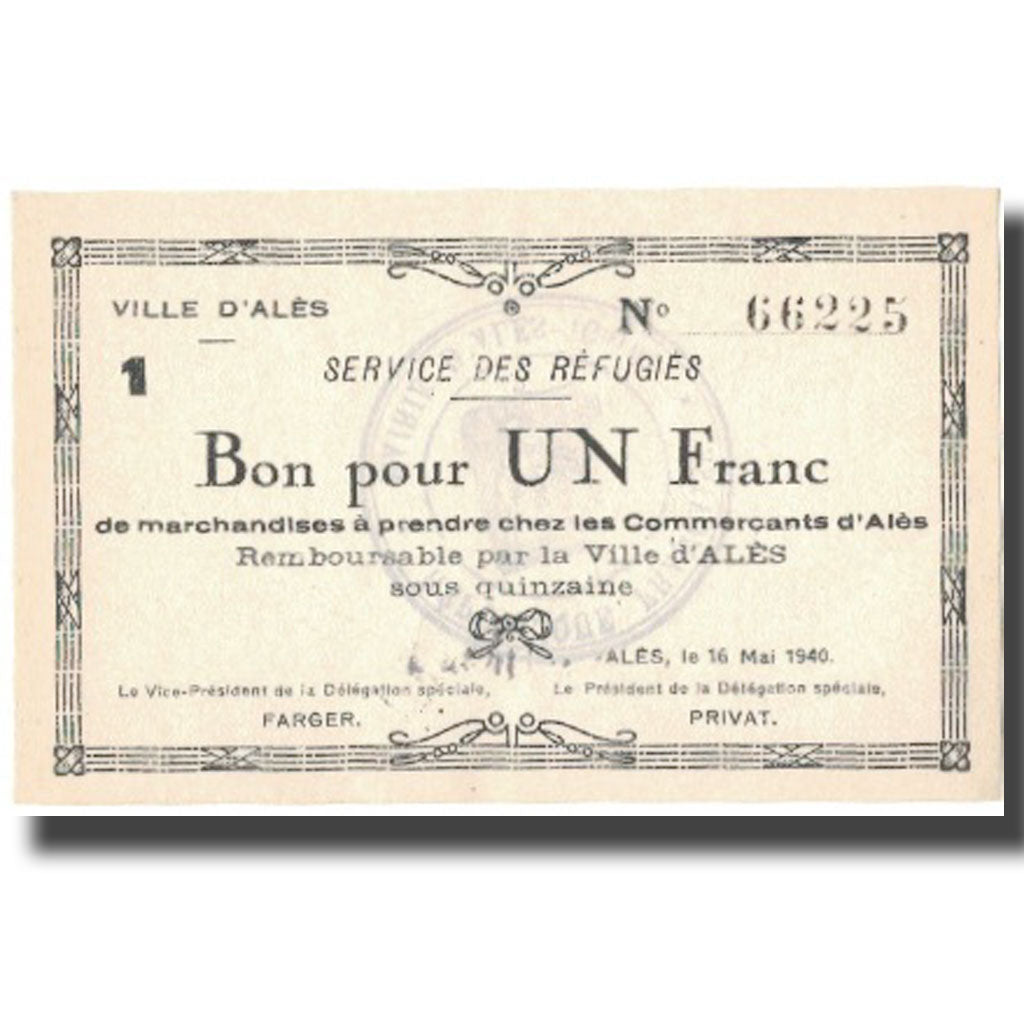 VILLE D'ALÈS
Nº 66225
1
SERVICE DES RÉFUGIÉS
Bon pour UN Franc
de marchandises à prendre chez les Commerçants d'Alès
Remboursable par la Ville d'ALÈS
sous quinzaine
ALÈS, le 16 Mai 1940.
Le Vice-Président de la Délégation spéciale,
FARGER.
Le Président de la Délégation spéciale,
PRIVAT.